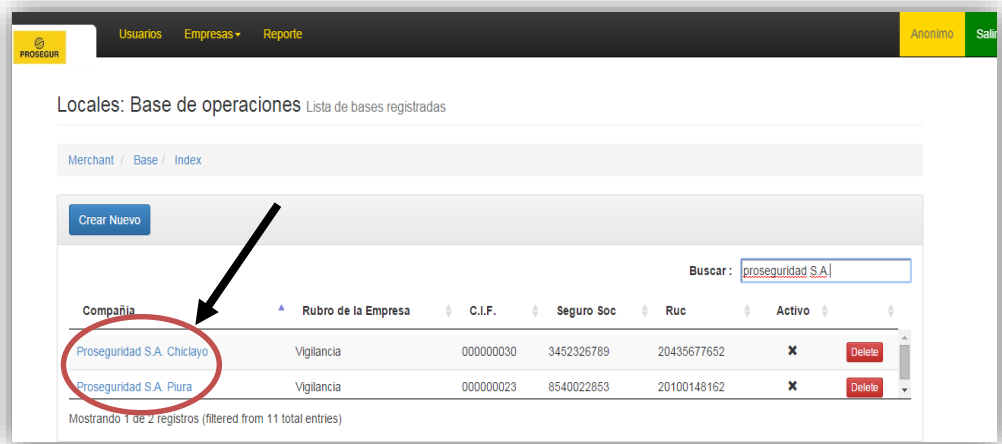 PROSEGUR Usuarios Empresas Reporte Anonimo Salir
Locales: Base de operaciones Lista de bases registradas
Merchant / Base / Index
Crear Nuevo
Buscar : proseguridad S.A.
Compañia Rubro de la Empresa C.I.F. Seguro Soc Ruc Activo
Proseguridad S.A. Chiclayo Vigilancia 000000030 3452326789 20435677652 Delete
Proseguridad S.A. Piura Vigilancia 000000023 8540022853 20100148162 Delete
Mostrando 1 de 2 registros (filtered from 11 total entries)